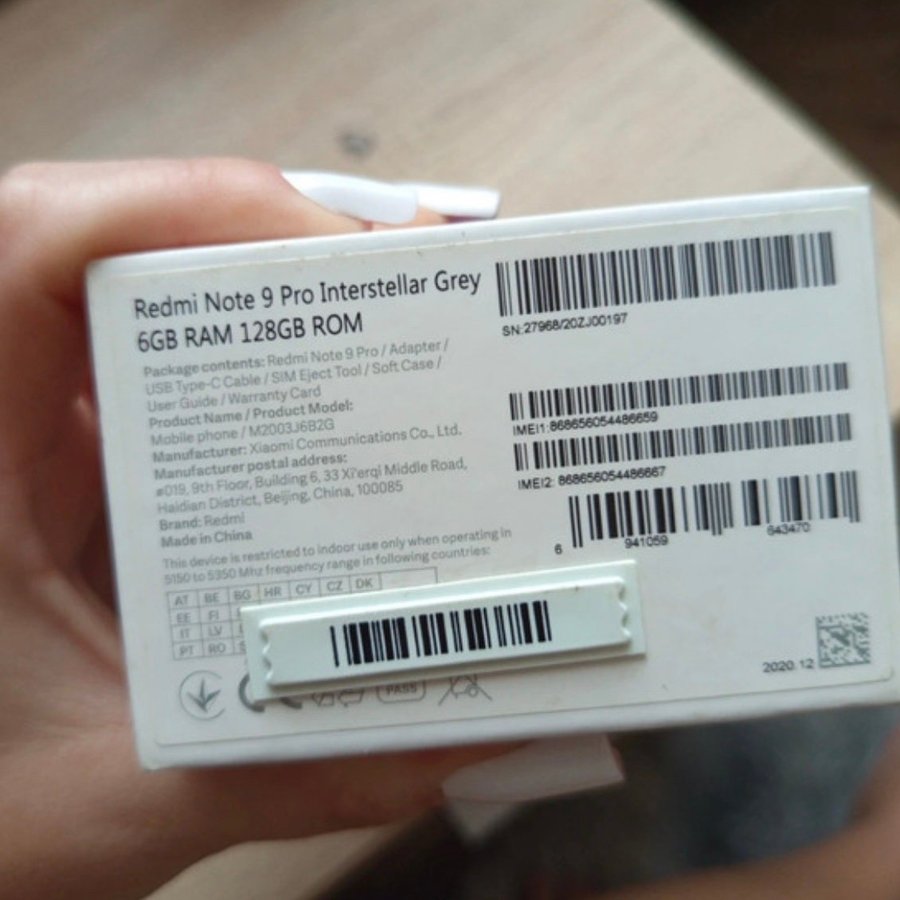 Redmi Note 9 Pro Interstellar Grey
6GB RAM 128GB ROM
Package contents: Redmi Note 9 Pro / Adapter /
USB Type-C Cable / SIM Eject Tool / Soft Case /
User Guide / Warranty Card
Product Name / Product Model:
Mobile phone / M2003J6B2G
Manufacturer: Xiaomi Communications Co., Ltd.
Manufacturer postal address:
#019, 9th Floor, Building 6, 33 Xi'erqi Middle Road,
Haidian District, Beijing, China, 100085
Brand: Redmi
Made in China
This device is restricted to indoor use only when operating in
5150 to 5350 Mhz frequency range in following countries:
AT BE BG HR CY CZ DK
EE FI
IT LV
PT RO
PASS
SN:27968/20ZJ00197
IMEI1:868656054486659
IMEI2: 868656054486667
6 941059 643470
2020.12